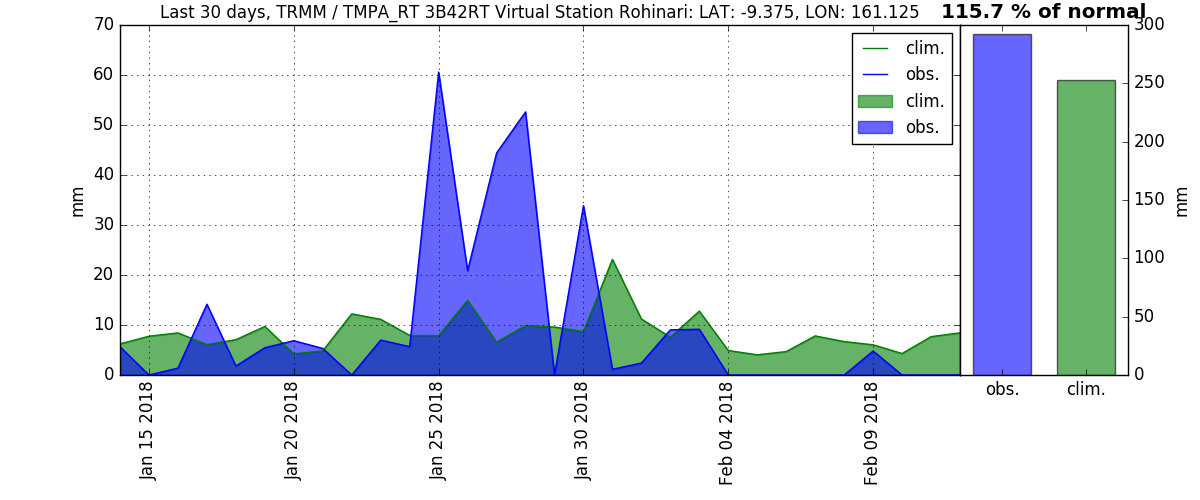 Last 30 days, TRMM / TMPA_RT 3B42RT Virtual Station Rohinari: LAT: -9.375, LON: 161.125
115.7 % of normal
mm
70
60
50
40
30
20
10
0
Jan 15 2018
Jan 20 2018
Jan 25 2018
Jan 30 2018
Feb 04 2018
Feb 09 2018
clim.
obs.
clim.
obs.
300
250
200
150
100
50
0
mm
obs.
clim.